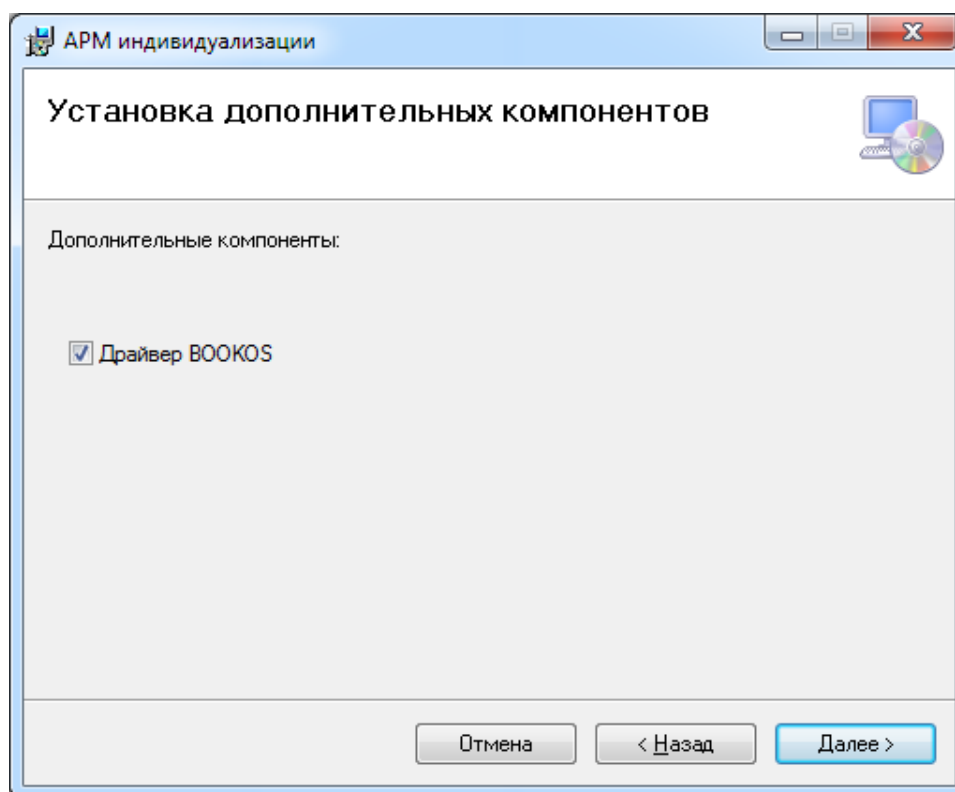 АРМ индивидуализации
Установка дополнительных компонентов
Дополнительные компоненты:
Драйвер BOOKOS
Отмена
< Назад
Далее >